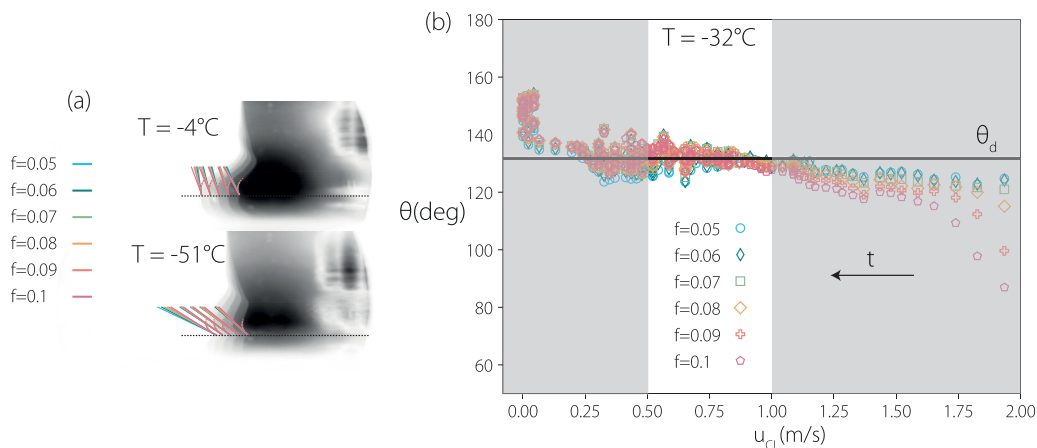 (a)
T = -4°C
f=0.05
f=0.06
f=0.07
f=0.08
f=0.09
f=0.1
T = -51°C
(b)
T = -32°C
180
160
140
120
100
80
60
θ(deg)
θd
f=0.05
f=0.06
f=0.07
f=0.08
f=0.09
f=0.1
t
0.00 0.25 0.50 0.75 1.00 1.25 1.50 1.75 2.00
uCl (m/s)